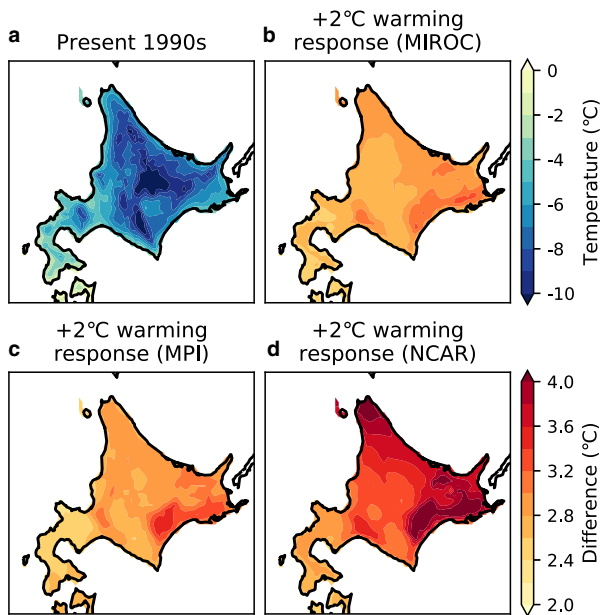 a
Present 1990s
b
+2℃ warming
response (MIROC)
0
-2
-4
-6
-8
-10
Temperature (℃)
c
+2℃ warming
response (MPI)
d
+2℃ warming
response (NCAR)
4.0
3.6
3.2
2.8
2.4
2.0
Difference (℃)